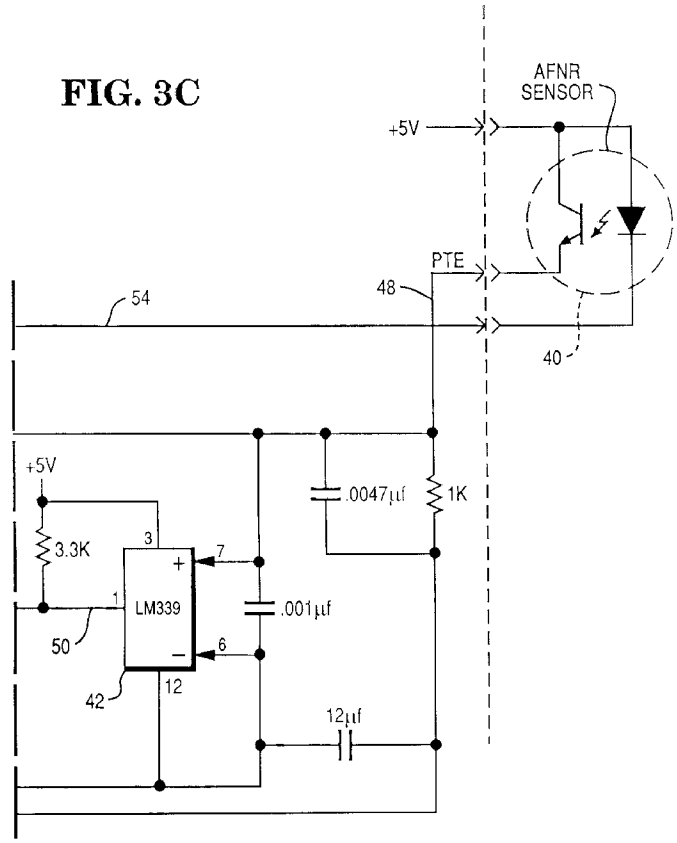 FIG. 3C
AFNR
SENSOR
+5V
PTE
48
54
40
+5V
3.3K
3
7
1
LM339
+
−
6
12
50
42
.001µf
.0047µf
1K
12µf